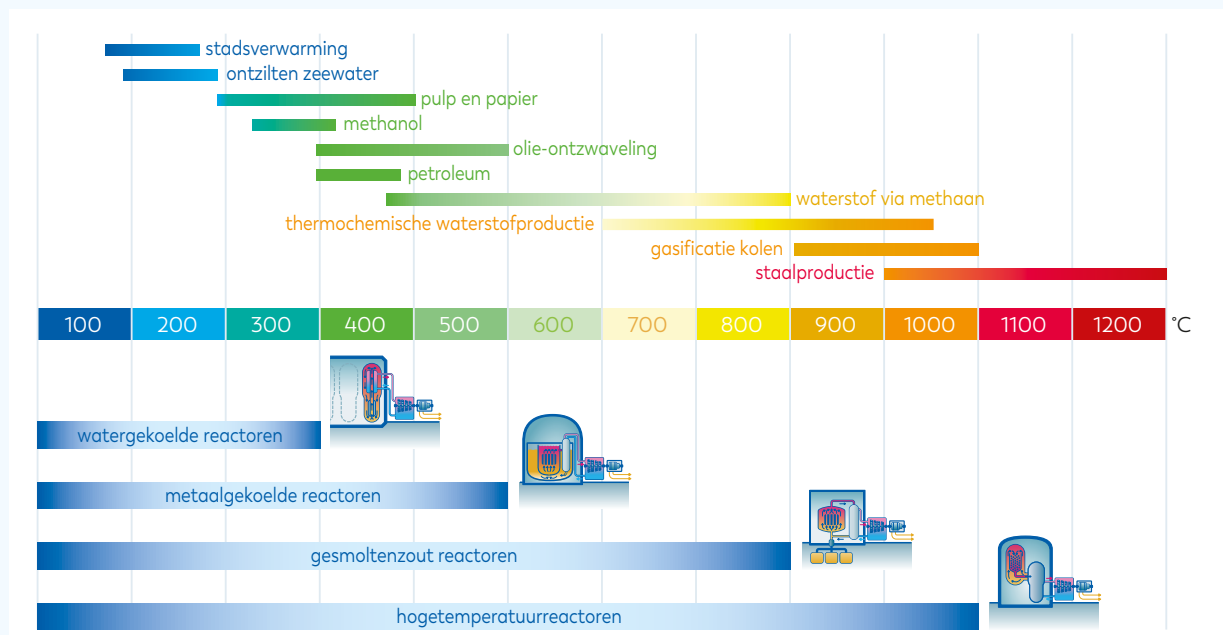 stadsverwarming
ontzilten zeewater
pulp en papier
methanol
olie-ontzwaveling
petroleum
waterstof via methaan
thermochemische waterstofproductie
gasificatie kolen
staalproductie
100 200 300 400 500 600 700 800 900 1000 1100 1200 °C
watergekoelde reactoren
metaalgekoelde reactoren
gesmoltenzout reactoren
hogetemperatuurreactoren